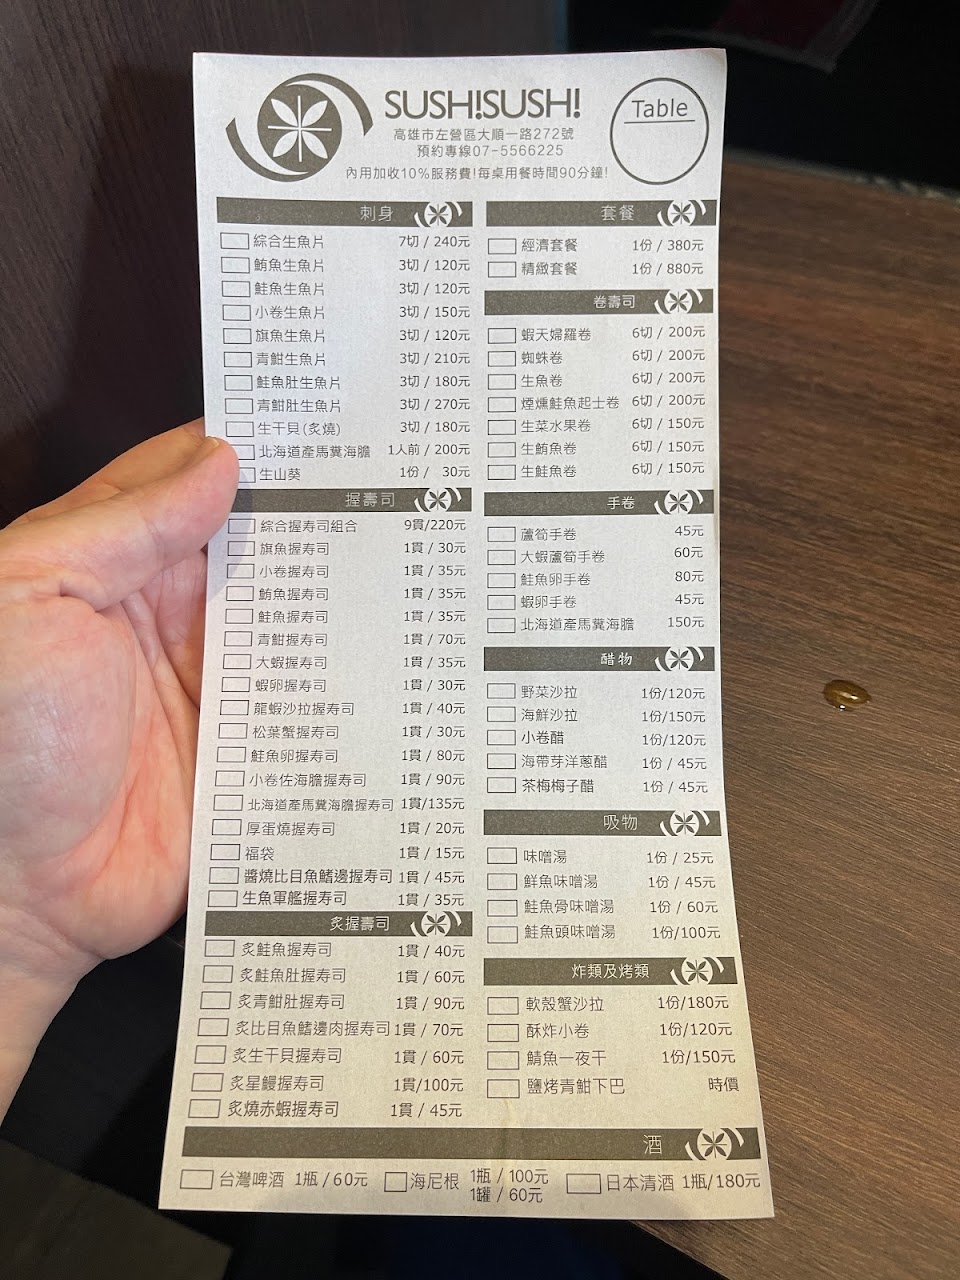 SUSH!SUSH!
高雄市左營區大順一路272號
預約專線07-5566225
內用加收10%服務費!每桌用餐時間90分鐘!
Table
刺身
綜合生魚片 7切 / 240元
鮪魚生魚片 3切 / 120元
鮭魚生魚片 3切 / 120元
小卷生魚片 3切 / 150元
旗魚生魚片 3切 / 120元
青魽生魚片 3切 / 210元
鮭魚肚生魚片 3切 / 180元
青魽肚生魚片 3切 / 270元
生干貝(炙燒) 3切 / 180元
北海道產馬糞海膽 1人前 / 200元
生山葵 1份 / 30元
握壽司
綜合握寿司組合 9貫/220元
旗魚握寿司 1貫 / 30元
小卷握寿司 1貫 / 35元
鮪魚握寿司 1貫 / 35元
鮭魚握寿司 1貫 / 35元
青魽握寿司 1貫 / 70元
大蝦握寿司 1貫 / 35元
蝦卵握寿司 1貫 / 30元
龍蝦沙拉握寿司 1貫 / 40元
松葉蟹握寿司 1貫 / 30元
鮭魚卵握寿司 1貫 / 80元
小卷佐海膽握寿司 1貫 / 90元
北海道產馬糞海膽握寿司 1貫/135元
厚蛋燒握寿司 1貫 / 20元
福袋 1貫 / 15元
醬燒比目魚鰭邊握寿司 1貫 / 45元
生魚軍艦握寿司 1貫 / 35元
炙握壽司
炙鮭魚握寿司 1貫 / 40元
炙鮭魚肚握寿司 1貫 / 60元
炙青魽肚握寿司 1貫 / 90元
炙比目魚鰭邊肉握寿司 1貫 / 70元
炙生干貝握寿司 1貫 / 60元
炙星鰻握寿司 1貫/100元
炙燒赤蝦握寿司 1貫 / 45元
套餐
經濟套餐 1份 / 380元
精緻套餐 1份 / 880元
卷壽司
蝦天婦羅卷 6切 / 200元
蜘蛛卷 6切 / 200元
生魚卷 6切 / 200元
煙燻鮭魚起士卷 6切 / 200元
生菜水果卷 6切 / 150元
生鮪魚卷 6切 / 150元
生鮭魚卷 6切 / 150元
手卷
蘆筍手卷 45元
大蝦蘆筍手卷 60元
鮭魚卵手卷 80元
蝦卵手卷 45元
北海道產馬糞海膽 150元
醋物
野菜沙拉 1份/120元
海鮮沙拉 1份/150元
小卷醋 1份/120元
海帶芽洋蔥醋 1份 / 45元
茶梅梅子醋 1份 / 45元
吸物
味噌湯 1份 / 25元
鮮魚味噌湯 1份 / 45元
鮭魚骨味噌湯 1份 / 60元
鮭魚頭味噌湯 1份/100元
炸類及烤類
軟殼蟹沙拉 1份/180元
酥炸小卷 1份/120元
鯖魚一夜干 1份/150元
鹽烤青魽下巴 時價
酒
台灣啤酒 1瓶 / 60元
海尼根 1瓶 / 100元
1罐 / 60元
日本清酒 1瓶/180元